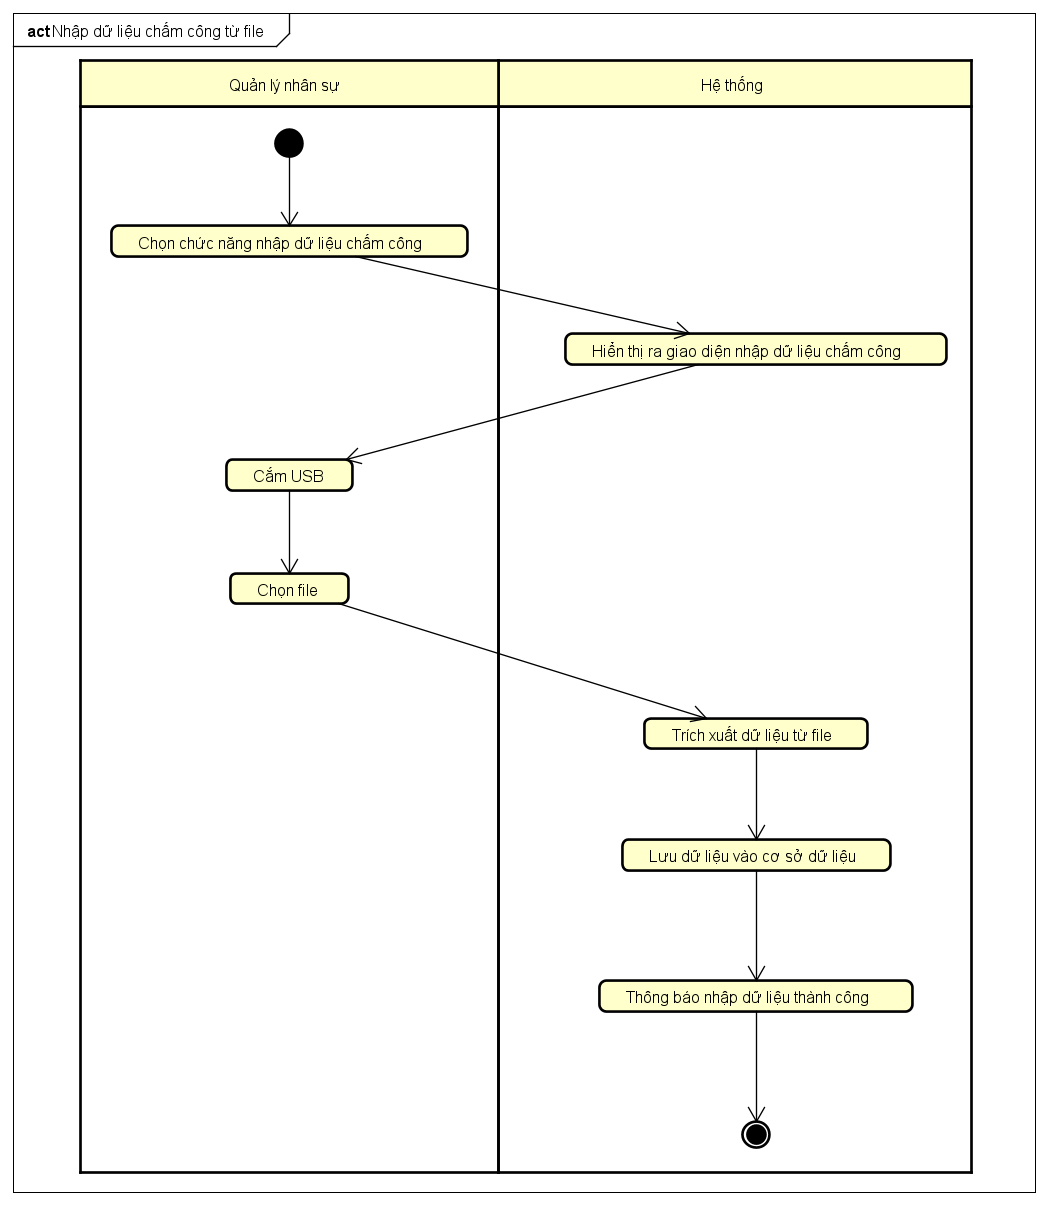 act Nhập dữ liệu chấm công từ file
Quản lý nhân sự
Hệ thống
Chọn chức năng nhập dữ liệu chấm công
Hiển thị ra giao diện nhập dữ liệu chấm công
Cắm USB
Chọn file
Trích xuất dữ liệu từ file
Lưu dữ liệu vào cơ sở dữ liệu
Thông báo nhập dữ liệu thành công